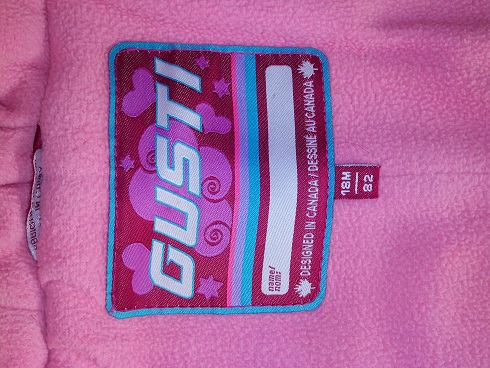 GUSTI
name/
nom:
DESIGNED IN CANADA / DESSINÉ AU CANADA
18M
82